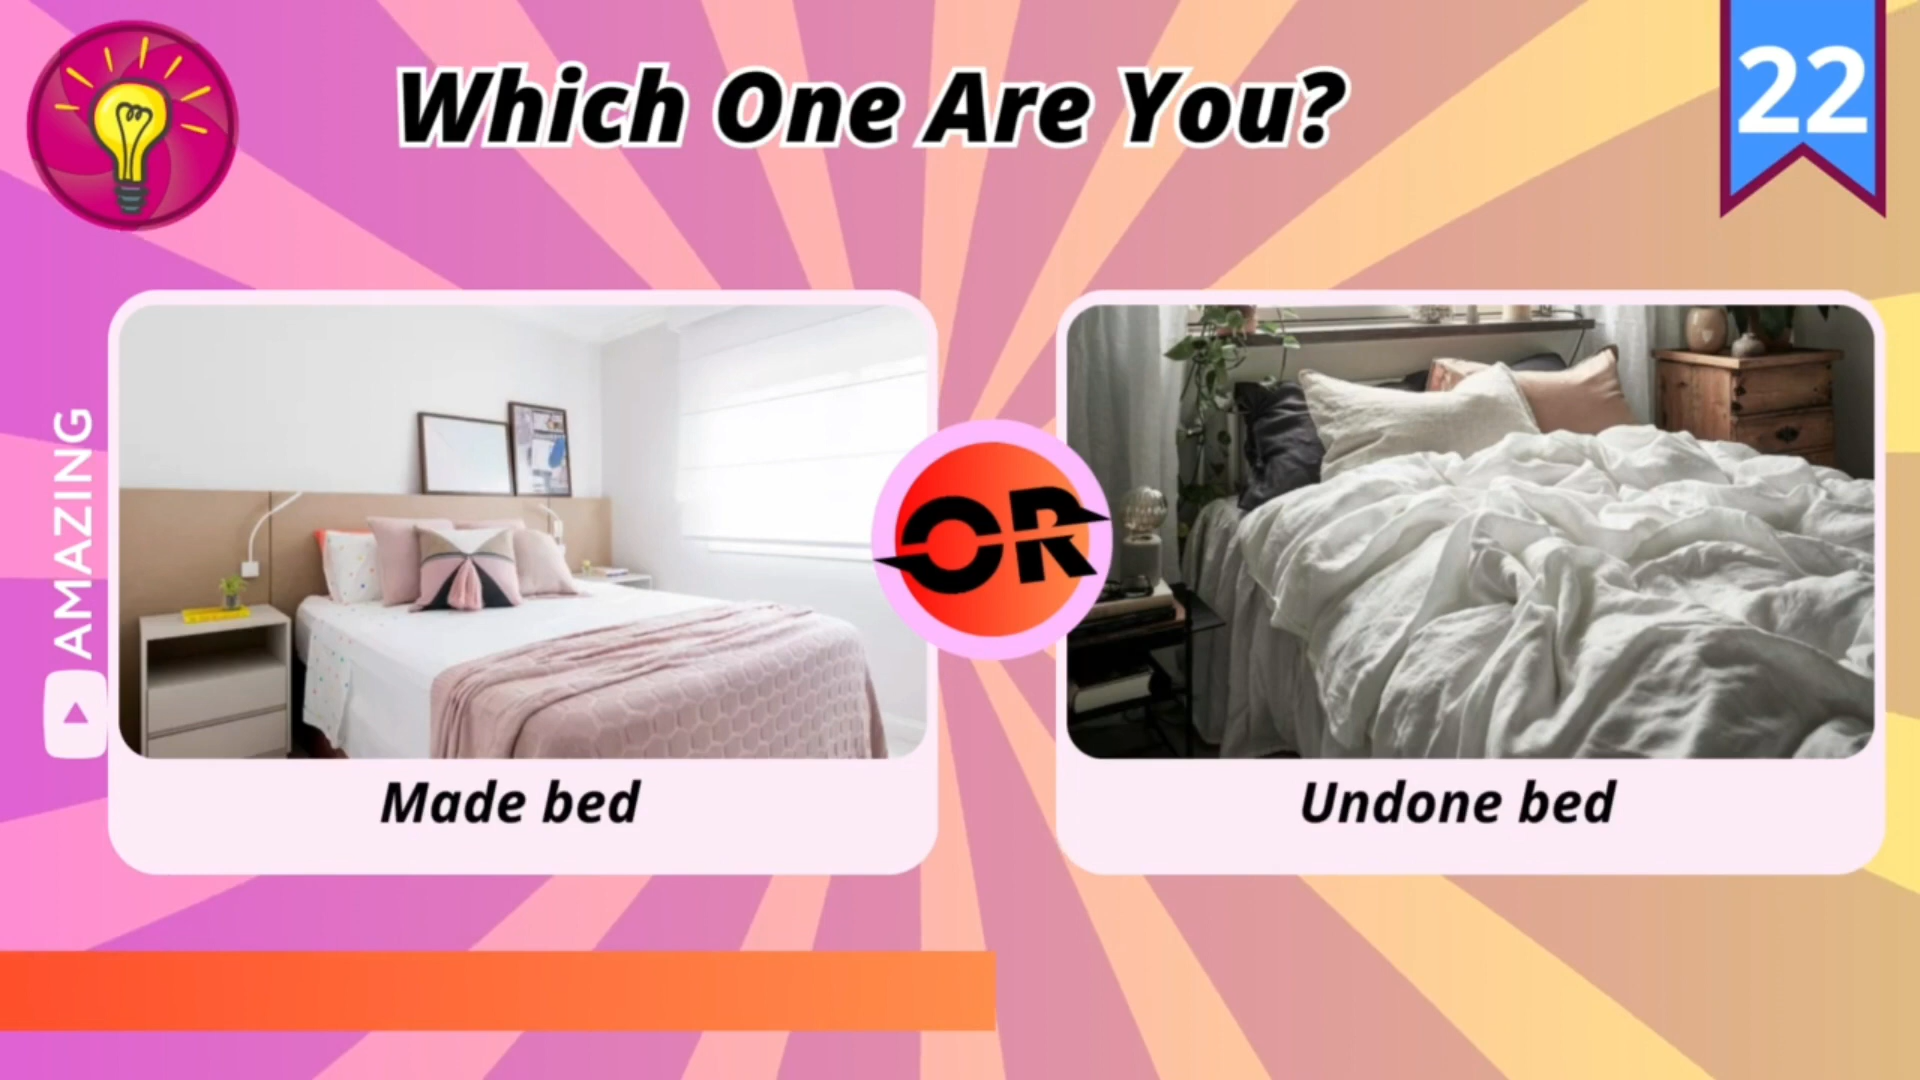 Which One Are You?
22
AMAZING
OR
Made bed
Undone bed